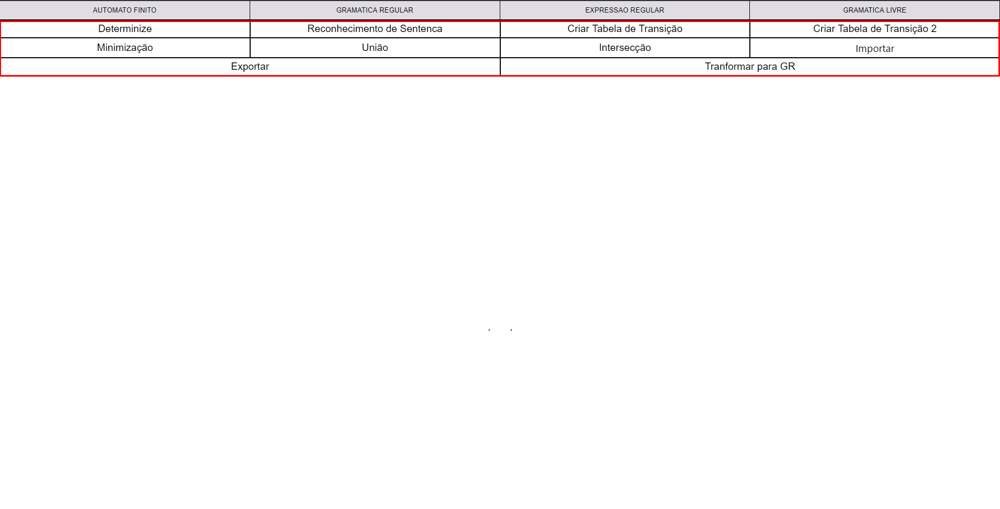 AUTOMATO FINITO GRAMATICA REGULAR EXPRESSAO REGULAR GRAMATICA LIVRE
Determinize Reconhecimento de Sentenca Criar Tabela de Transição Criar Tabela de Transição 2
Minimização União Intersecção Importar
Exportar Tranformar para GR
. .